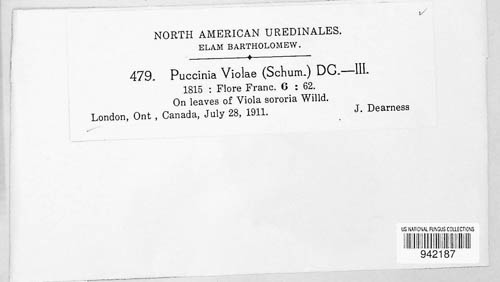 NORTH AMERICAN UREDINALES.
ELAM BARTHOLOMEW.
479. Puccinia Violae (Schum.) DC.—III.
1815 : Flore Franc. 6 : 62.
On leaves of Viola sororia Willd.
London, Ont , Canada, July 28, 1911. J. Dearness
US NATIONAL FUNGUS COLLECTIONS
942187